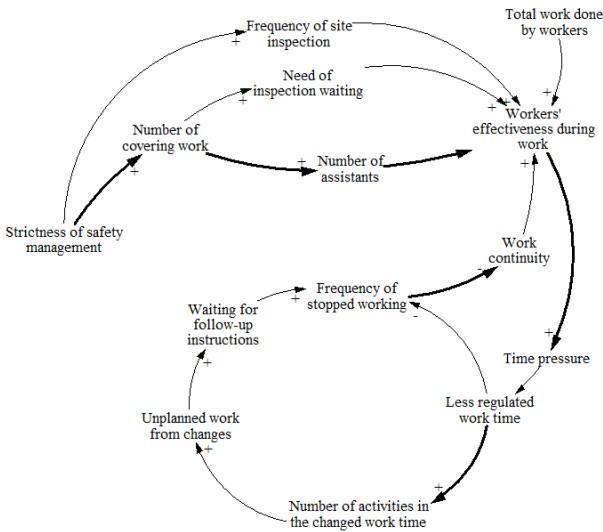 Total work done
by workers
Frequency of site
inspection
+
Need of
inspection waiting
+
+
+
+
Workers'
effectiveness during
work
Number of
covering work
+
+
Number of
assistants
+
Strictness of safety
management
Work
continuity
-
Frequency of
stopped working
+
-
Waiting for
follow-up
instructions
+
+
Time pressure
Less regulated
work time
Unplanned work
from changes
+
+
Number of activities in
the changed work time